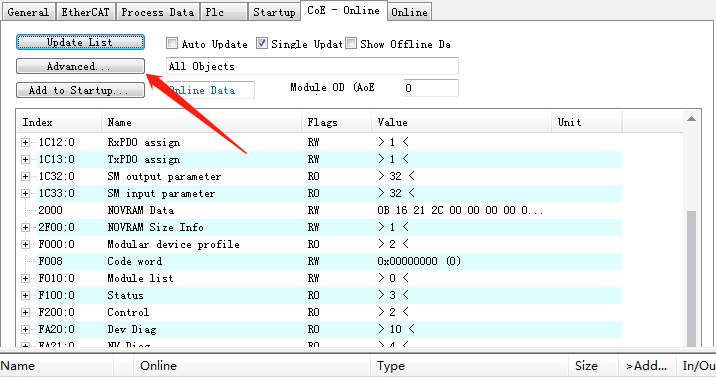 General EtherCAT Process Data Plc Startup CoE - Online Online
Update List Auto Update Single Updat Show Offline Da
Advanced... All Objects
Add to Startup... Online Data Module OD (AoE 0
Index Name Flags Value Unit
1C12:0 RxPDO assign RW > 1 <
1C13:0 TxPDO assign RW > 1 <
1C32:0 SM output parameter RO > 32 <
1C33:0 SM input parameter RO > 32 <
2000 NOVRAM Data RW 0B 16 21 2C 00 00 00 00 0...
2F00:0 NOVRAM Size Info RW > 1 <
F000:0 Modular device profile RO > 2 <
F008 Code word RW 0x00000000 (0)
F010:0 Module list RW > 0 <
F100:0 Status RO > 3 <
F200:0 Control RO > 2 <
FA20:0 Dev Diag RO > 10 <
FA21:0 NV Diag RO > 4 <
Name Online Type Size >Add... In/Ou